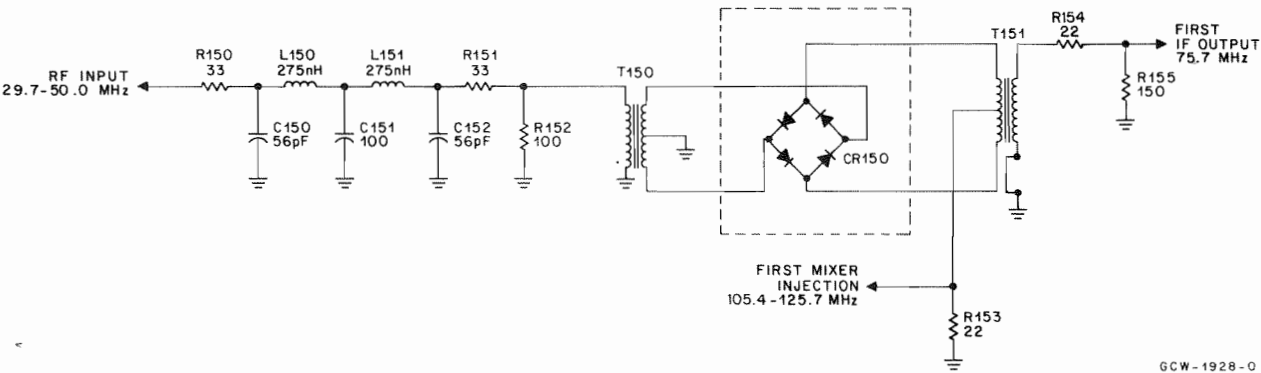 RF INPUT
29.7-50.0 MHz
R150
33
L150
275nH
L151
275nH
R151
33
C150
56pF
C151
100
C152
56pF
R152
100
T150
CR150
T151
R154
22
FIRST
IF OUTPUT
75.7 MHz
R155
150
FIRST MIXER
INJECTION
105.4-125.7 MHz
R153
22
GCW-1928-O